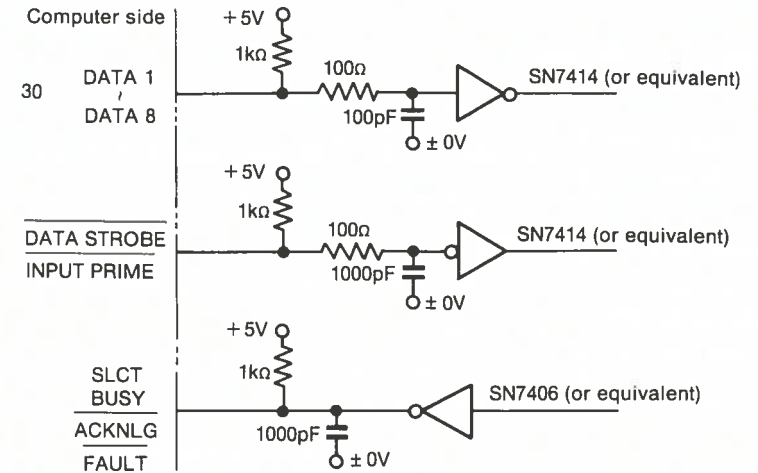 Computer side
+5V
1kΩ
100Ω
SN7414 (or equivalent)
30
DATA 1
~
DATA 8
100pF
± 0V
+5V
1kΩ
100Ω
SN7414 (or equivalent)
DATA STROBE
INPUT PRIME
1000pF
± 0V
+5V
1kΩ
SLCT
BUSY
SN7406 (or equivalent)
ACKNLG
1000pF
FAULT
± 0V